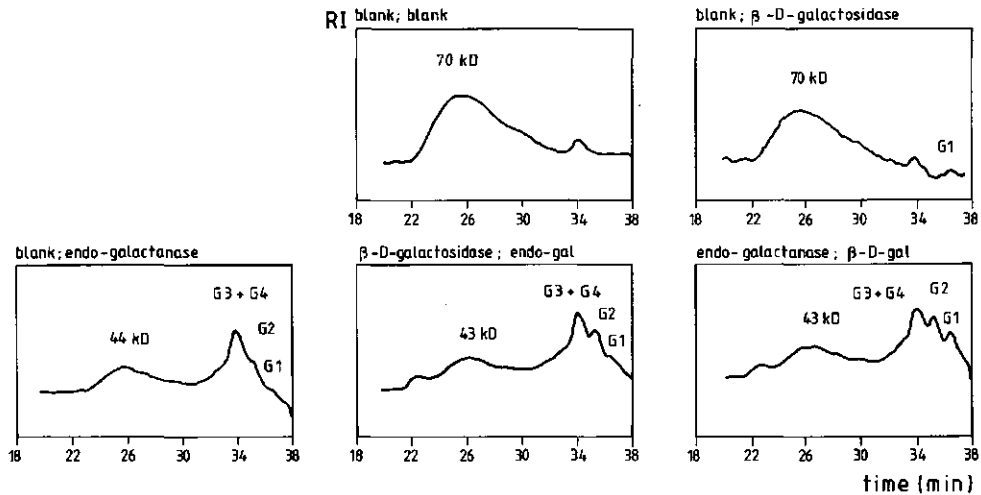 RI blank; blank
70 kD
18 22 26 30 34 38
blank; β-D-galactosidase
70 kD
G1
18 22 26 30 34 38
blank; endo-galactanase
G3 + G4
44 kD
G2
G1
18 22 26 30 34 38
β-D-galactosidase; endo-gal
G3 + G4
43 kD
G2
G1
18 22 26 30 34 38
endo-galactanase; β-D-gal
G3 + G4
G2
43 kD
G1
18 22 26 30 34 38
time (min)